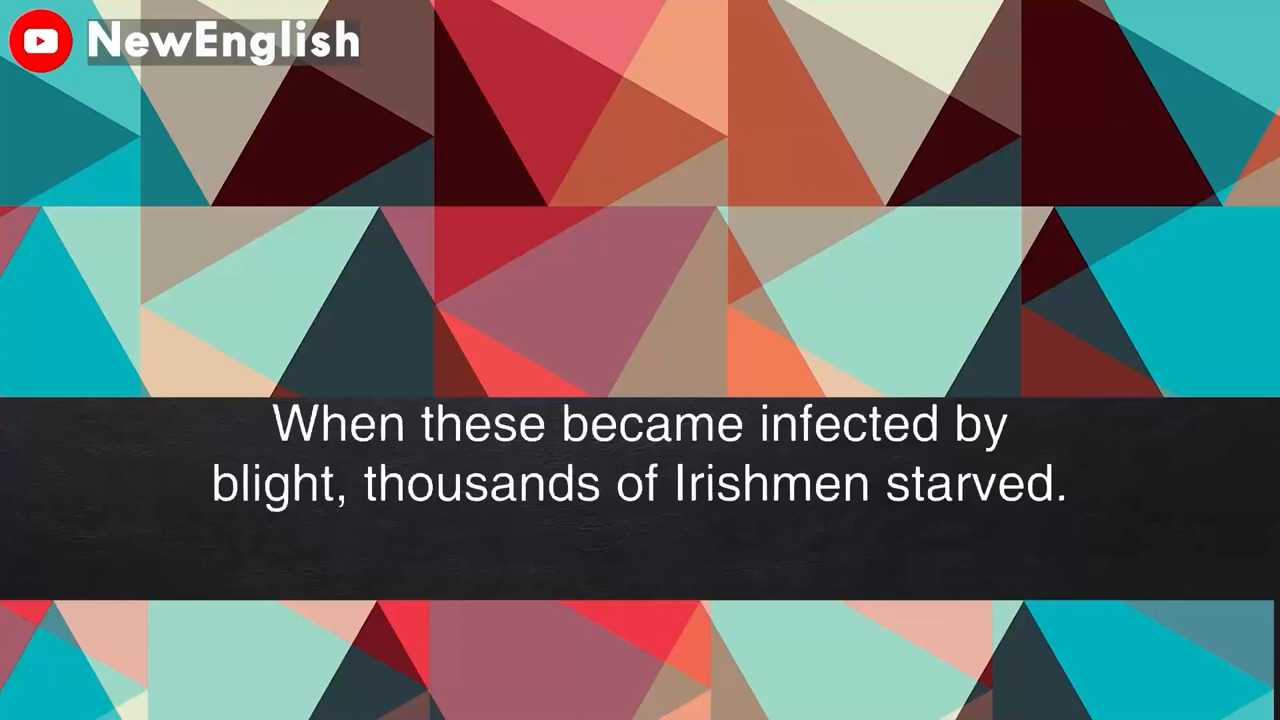 NewEnglish
When these became infected by
blight, thousands of Irishmen starved.